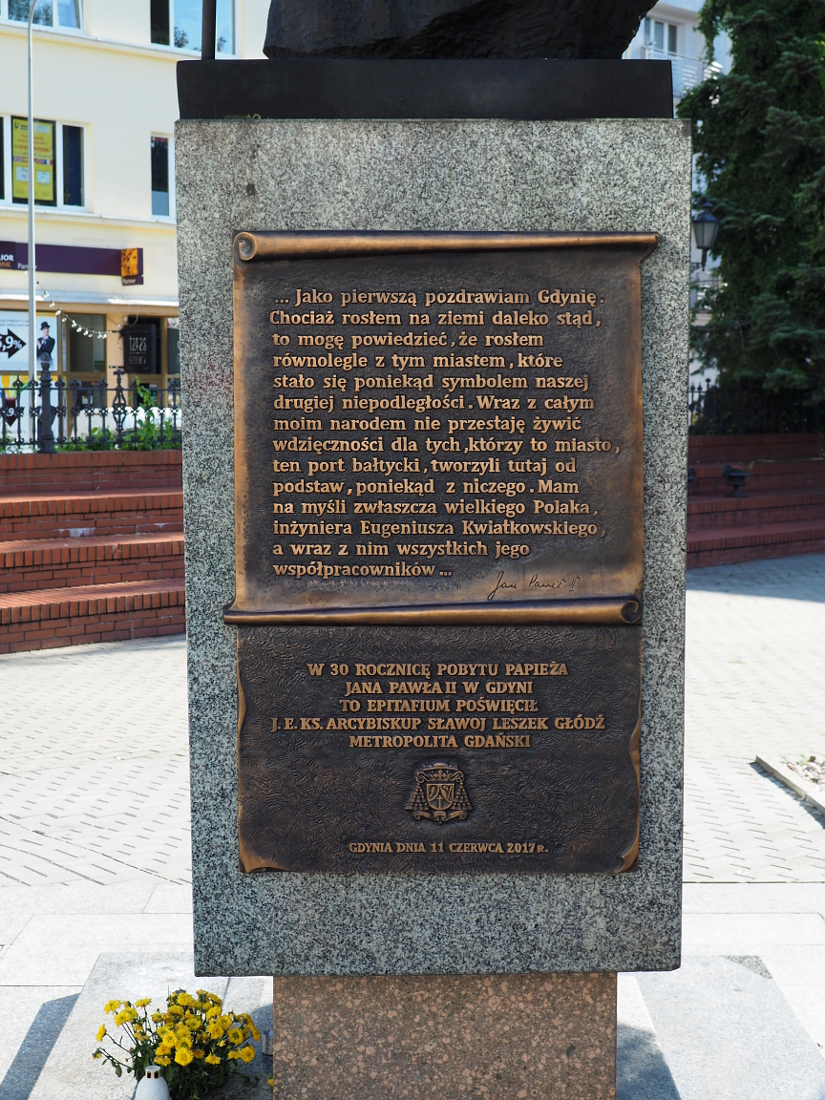 ... Jako pierwszą pozdrawiam Gdynię.
Chociaż rosłem na ziemi daleko stąd,
to mogę powiedzieć, że rosłem
równolegle z tym miastem, które
stało się poniekąd symbolem naszej
drugiej niepodległości. Wraz z całym
moim narodem nie przestaję żywić
wdzięczności dla tych, którzy to miasto,
ten port bałtycki, tworzyli tutaj od
podstaw, poniekąd z niczego. Mam
na myśli zwłaszcza wielkiego Polaka,
inżyniera Eugeniusza Kwiatkowskiego,
a wraz z nim wszystkich jego
współpracowników ...
Jan Paweł II
W 30 ROCZNICĘ POBYTU PAPIEŻA
JANA PAWŁA II W GDYNI
TO EPITAFIUM POŚWIĘCIŁ
J. E. KS. ARCYBISKUP SŁAWOJ LESZEK GŁÓDŹ
METROPOLITA GDAŃSKI
GDYNIA DNIA 11 CZERWCA 2017 R.